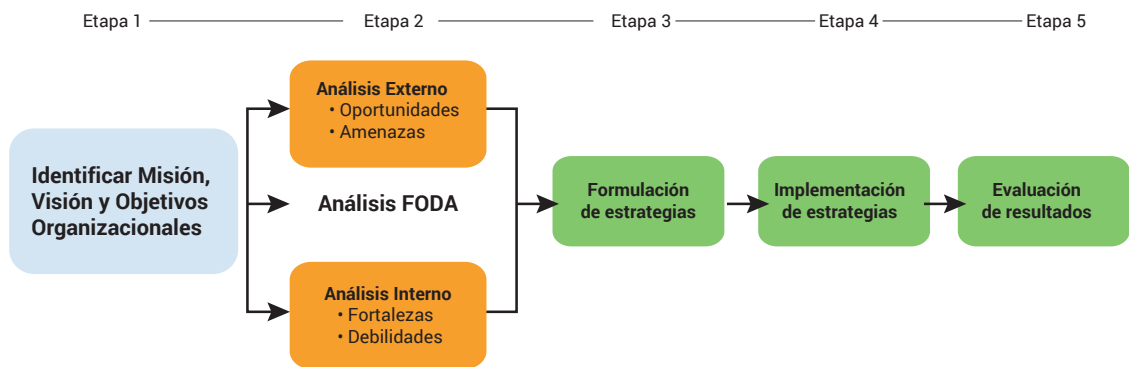 Etapa 1 Etapa 2 Etapa 3 Etapa 4 Etapa 5
Identificar Misión,
Visión y Objetivos
Organizacionales
Análisis Externo
• Oportunidades
• Amenazas
Análisis FODA
Análisis Interno
• Fortalezas
• Debilidades
Formulación
de estrategias
Implementación
de estrategias
Evaluación
de resultados